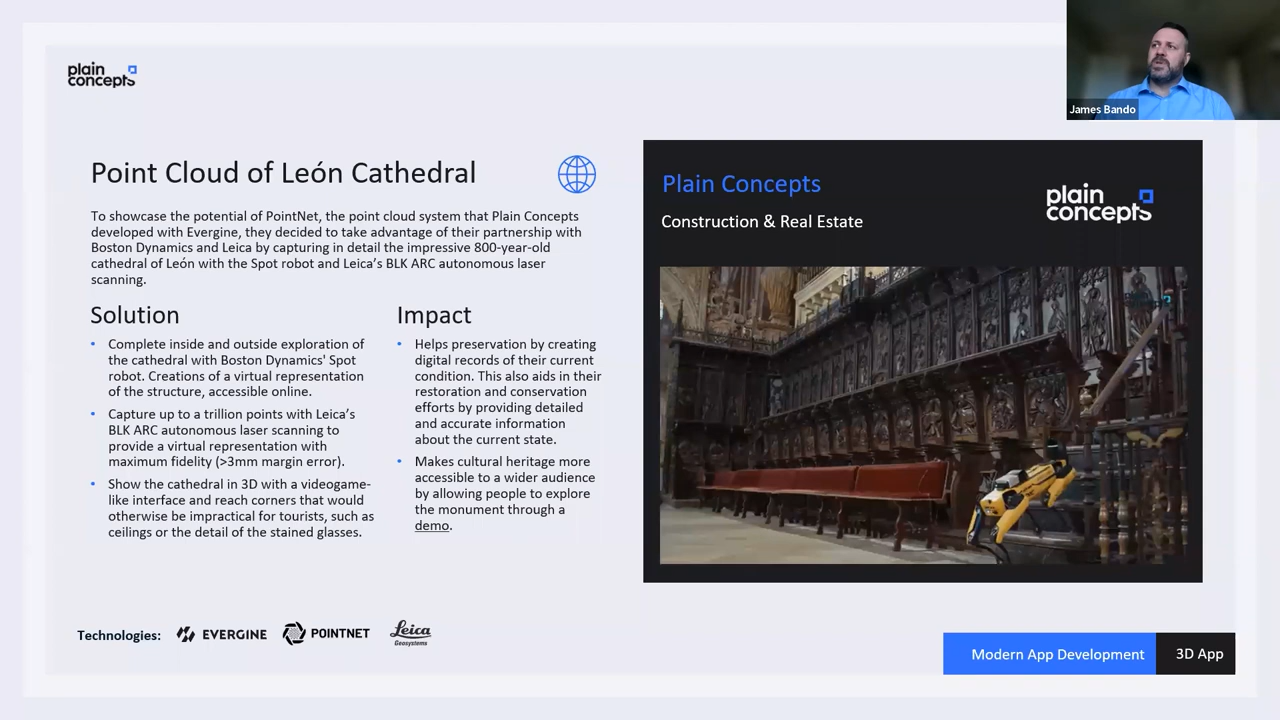 plain
concepts
James Bando
Point Cloud of León Cathedral
To showcase the potential of PointNet, the point cloud system that Plain Concepts
developed with Evergine, they decided to take advantage of their partnership with
Boston Dynamics and Leica by capturing in detail the impressive 800-year-old
cathedral of León with the Spot robot and Leica's BLK ARC autonomous laser
scanning.
Solution
• Complete inside and outside exploration of
the cathedral with Boston Dynamics' Spot
robot. Creations of a virtual representation
of the structure, accessible online.
• Capture up to a trillion points with Leica's
BLK ARC autonomous laser scanning to
provide a virtual representation with
maximum fidelity (>3mm margin error).
• Show the cathedral in 3D with a videogame-
like interface and reach corners that would
otherwise be impractical for tourists, such as
ceilings or the detail of the stained glasses.
Impact
• Helps preservation by creating
digital records of their current
condition. This also aids in their
restoration and conservation
efforts by providing detailed
and accurate information
about the current state.
• Makes cultural heritage more
accessible to a wider audience
by allowing people to explore
the monument through a
demo.
Plain Concepts
Construction & Real Estate
plain
concepts
Technologies:
EVERGINE
POINTNET
Leica
Geosystems
Modern App Development
3D App